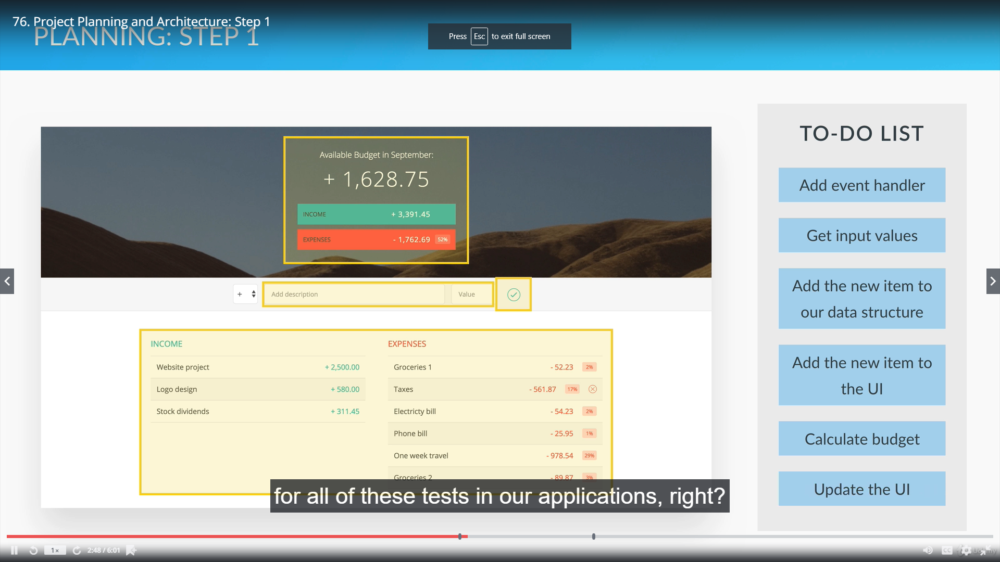 76. Project Planning and Architecture: Step 1
PLANNING: STEP 1
Press Esc to exit full screen
Available Budget in September:
+ 1,628.75
INCOME + 3,391.45
EXPENSES - 1,762.69 52%
+ Add description Value
INCOME
Website project + 2,500.00
Logo design + 580.00
Stock dividends + 311.45
EXPENSES
Groceries 1 - 52.23 2%
Taxes - 561.87 17%
Electricty bill - 54.23 2%
Phone bill - 25.95 1%
One week travel - 978.54 29%
Groceries 2 - 89.87 3%
TO-DO LIST
Add event handler
Get input values
Add the new item to
our data structure
Add the new item to
the UI
Calculate budget
Update the UI
for all of these tests in our applications, right?
1× 2:48 / 6:01
CC